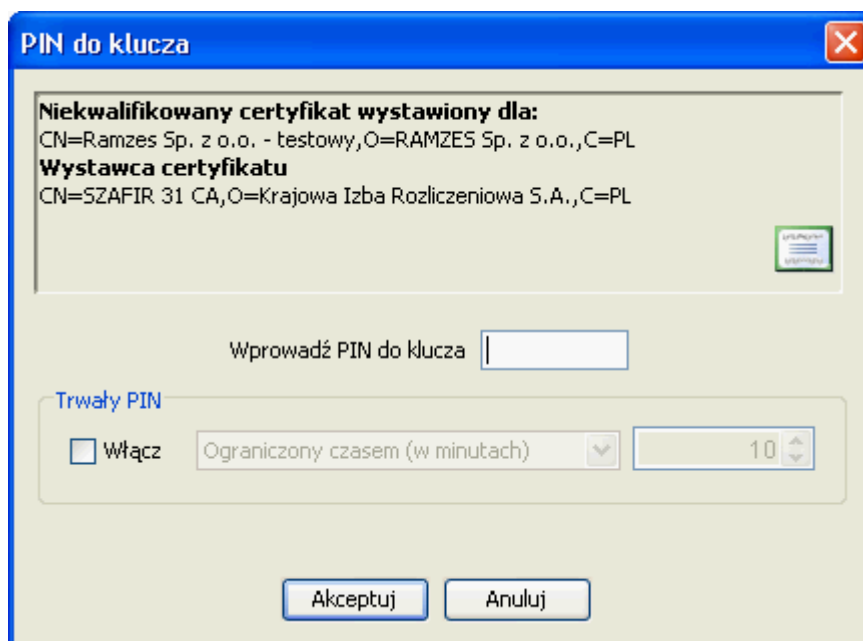 PIN do klucza
Niekwalifikowany certyfikat wystawiony dla:
CN=Ramzes Sp. z o.o. - testowy,O=RAMZES Sp. z o.o.,C=PL
Wystawca certyfikatu
CN=SZAFIR 31 CA,O=Krajowa Izba Rozliczeniowa S.A.,C=PL
Wprowadź PIN do klucza
Trwały PIN
Włącz Ograniczony czasem (w minutach) 10
Akceptuj Anuluj